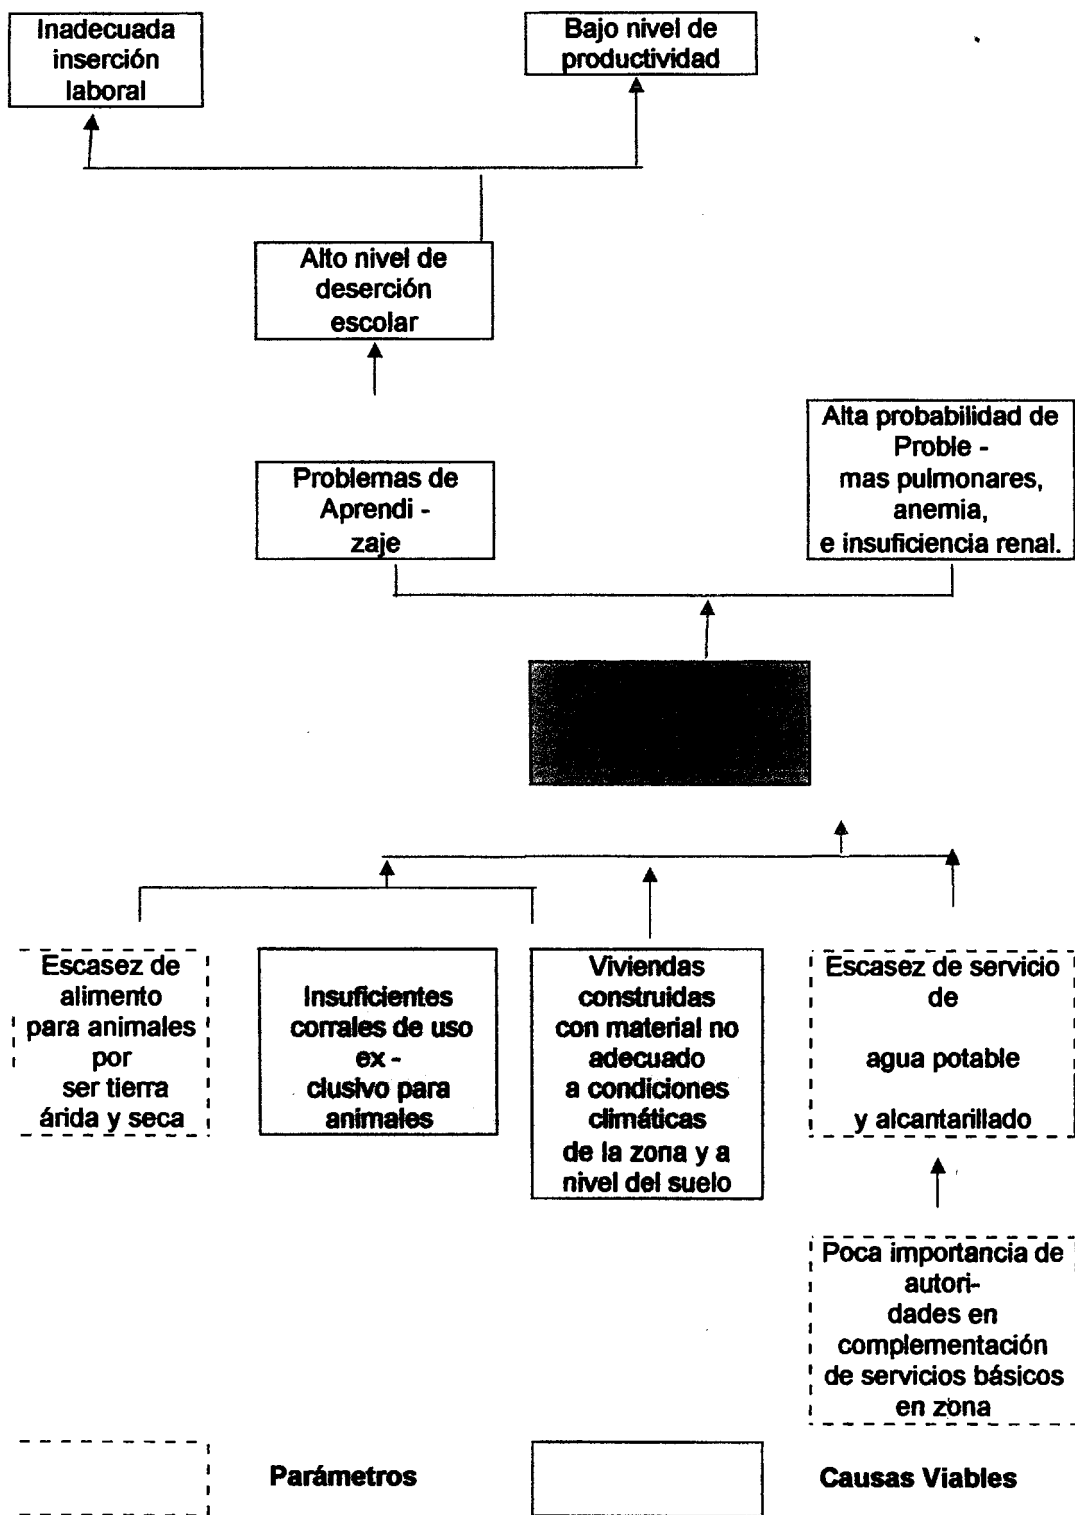 Inadecuada
inserción
laboral
Bajo nivel de
productividad
Alto nivel de
deserción
escolar
Problemas de
Aprendi -
zaje
Alta probabilidad de
Proble -
mas pulmonares,
anemia,
e insuficiencia renal.
Escasez de
alimento
para animales
por
ser tierra
árida y seca
Insuficientes
corrales de uso
ex -
clusivo para
animales
Viviendas
construidas
con material no
adecuado
a condiciones
climáticas
de la zona y a
nivel del suelo
Escasez de servicio
de
agua potable
y alcantarillado
Poca importancia de
autori-
dades en
complementación
de servicios básicos
en zona
Parámetros
Causas Viables